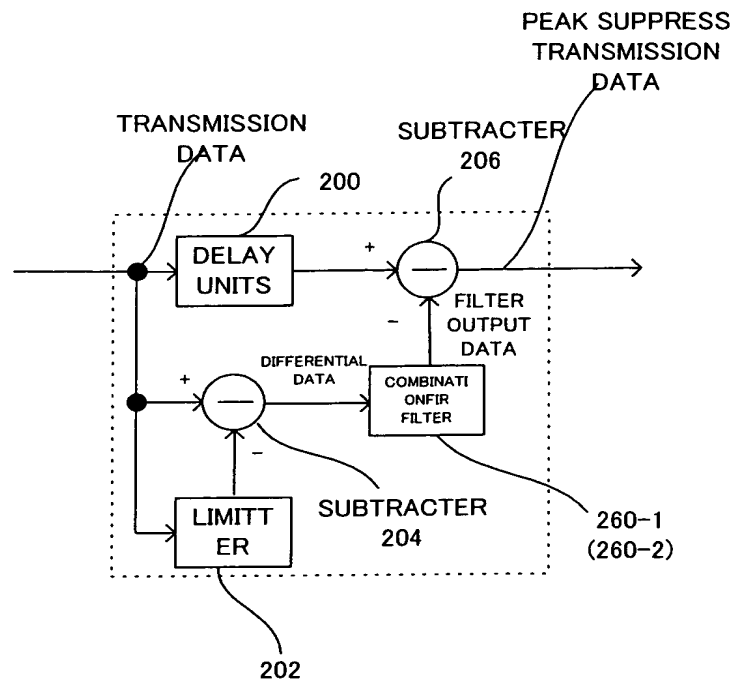 PEAK SUPPRESS
TRANSMISSION
DATA
TRANSMISSION
DATA
SUBTRACTER
206
200
DELAY
UNITS
+
−
−
FILTER
OUTPUT
DATA
DIFFERENTIAL
DATA
+
−
COMBINATI
ONFIR
FILTER
−
SUBTRACTER
204
LIMITT
ER
260-1
(260-2)
202